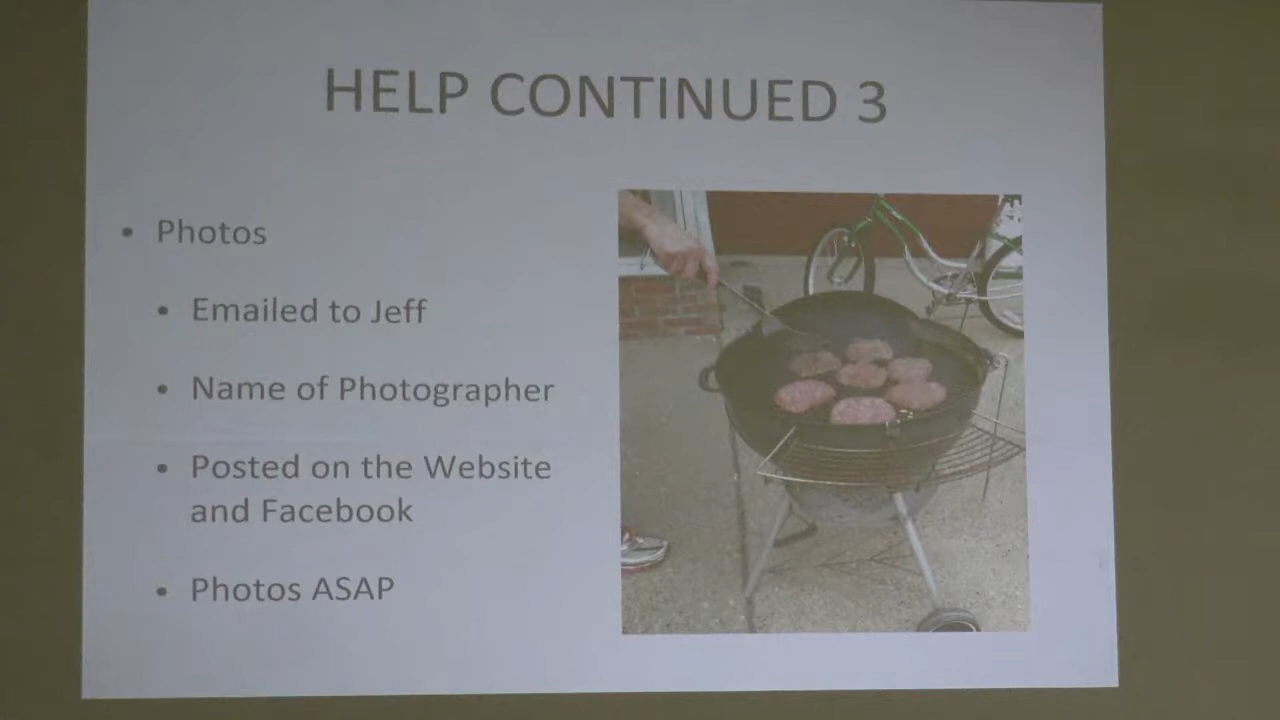 HELP CONTINUED 3
• Photos
• Emailed to Jeff
• Name of Photographer
• Posted on the Website
and Facebook
• Photos ASAP